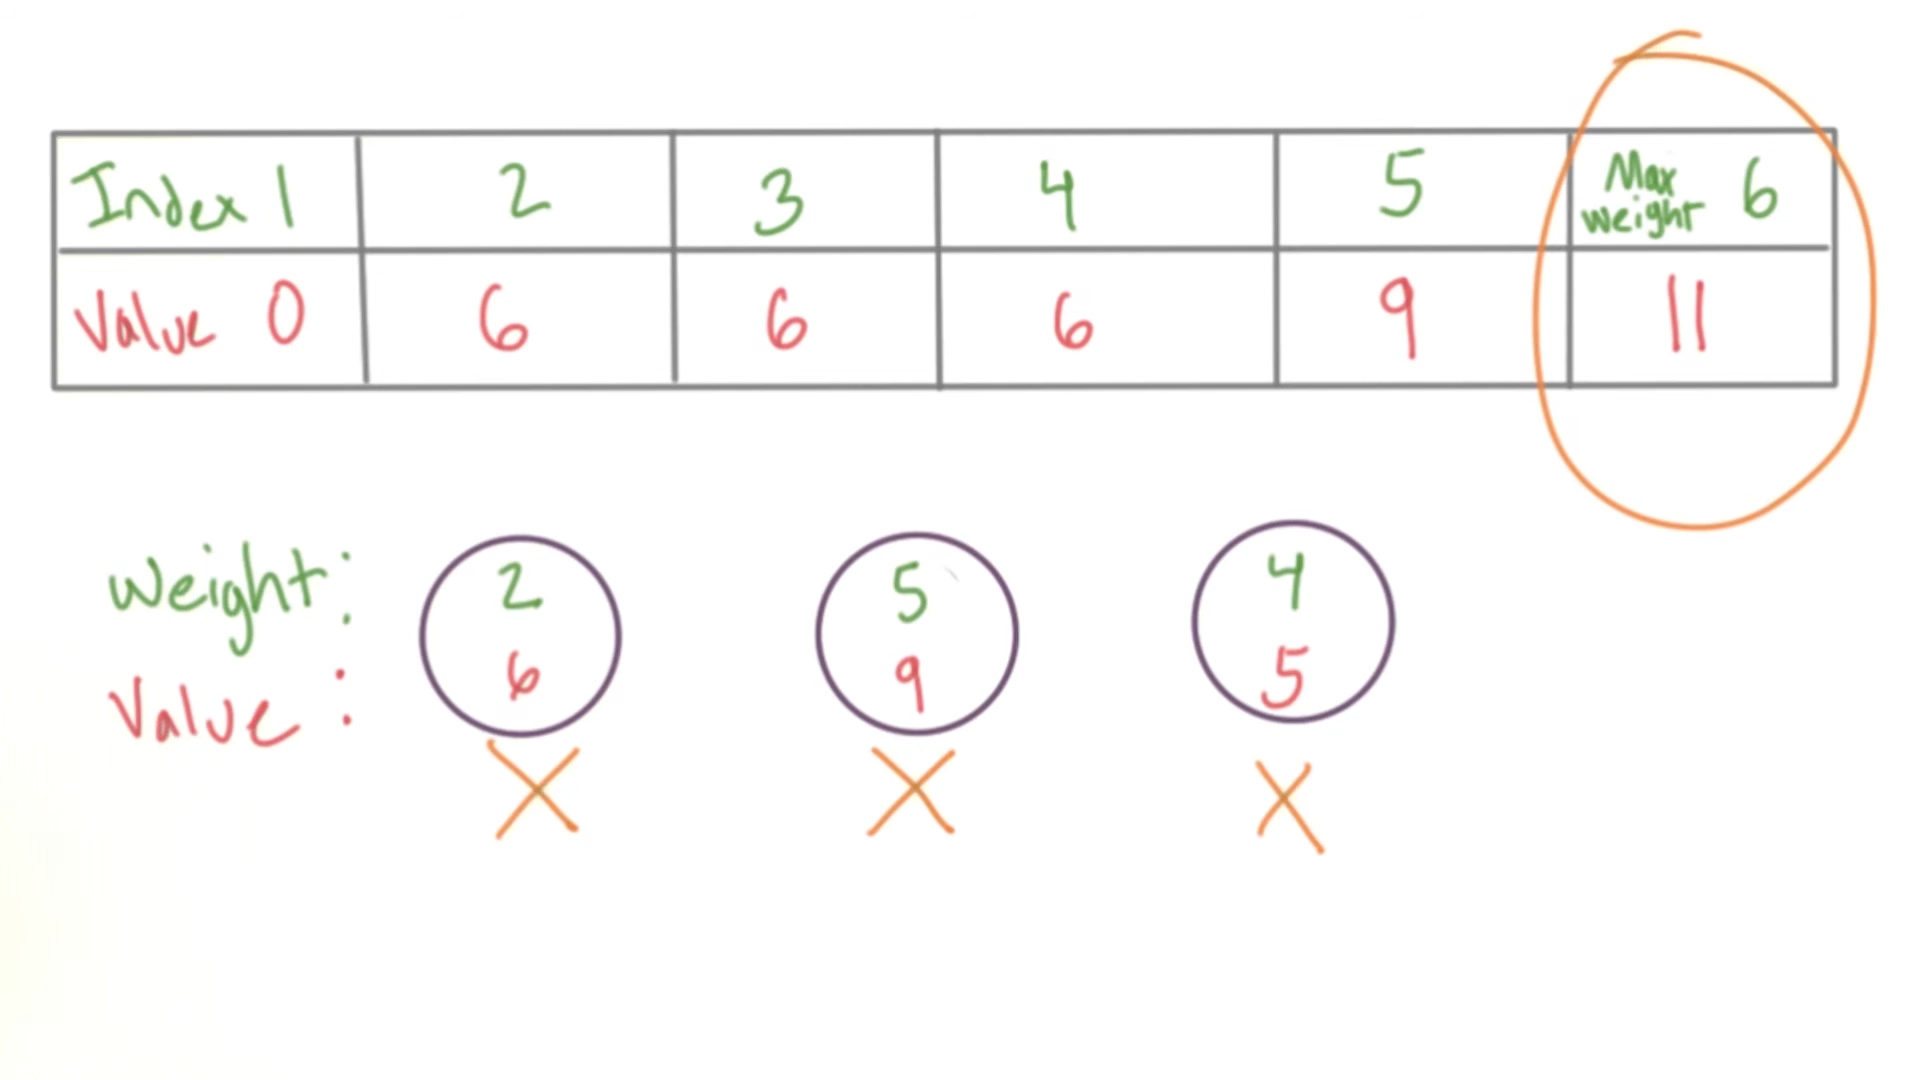 Index 1 2 3 4 5 Max weight 6
Value 0 6 6 6 9 11
Weight: 2 5 4
Value: 6 9 5